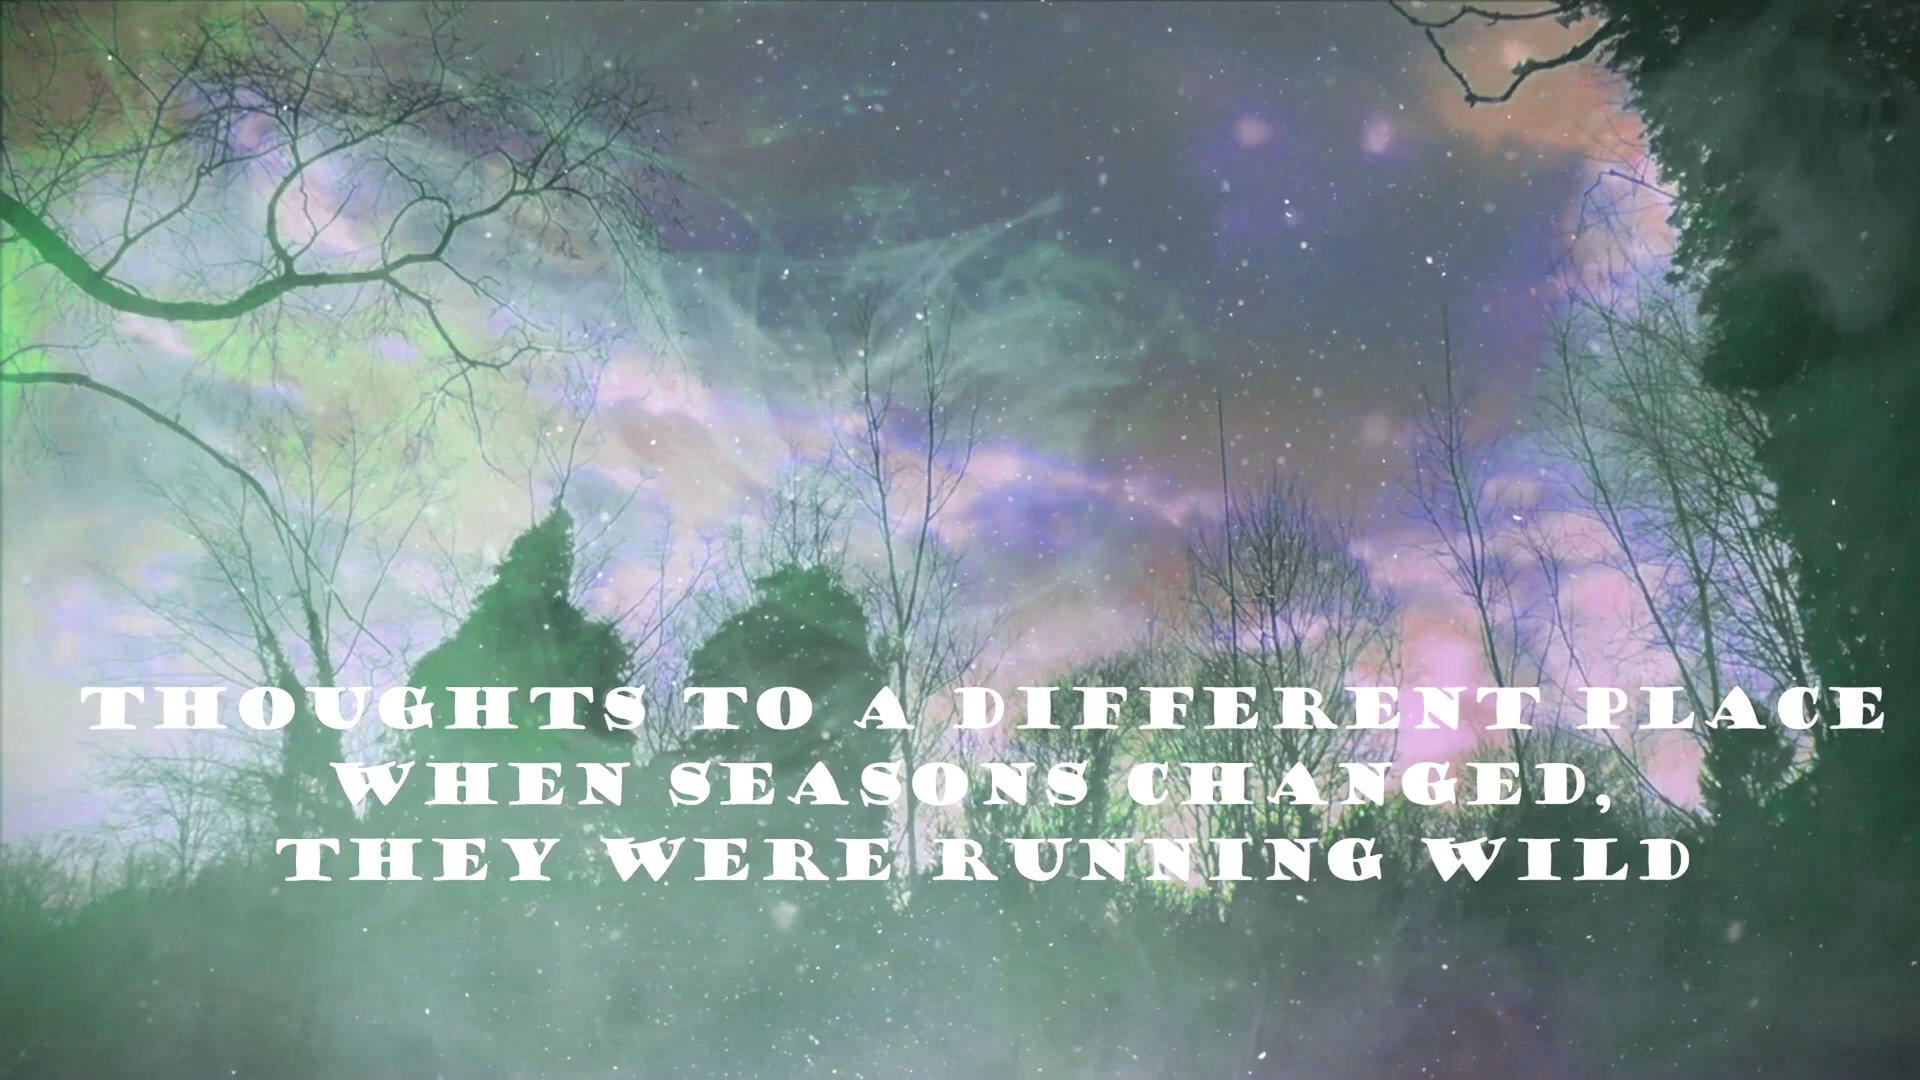 THOUGHTS TO A DIFFERENT PLACE
WHEN SEASONS CHANGED,
THEY WERE RUNNING WILD